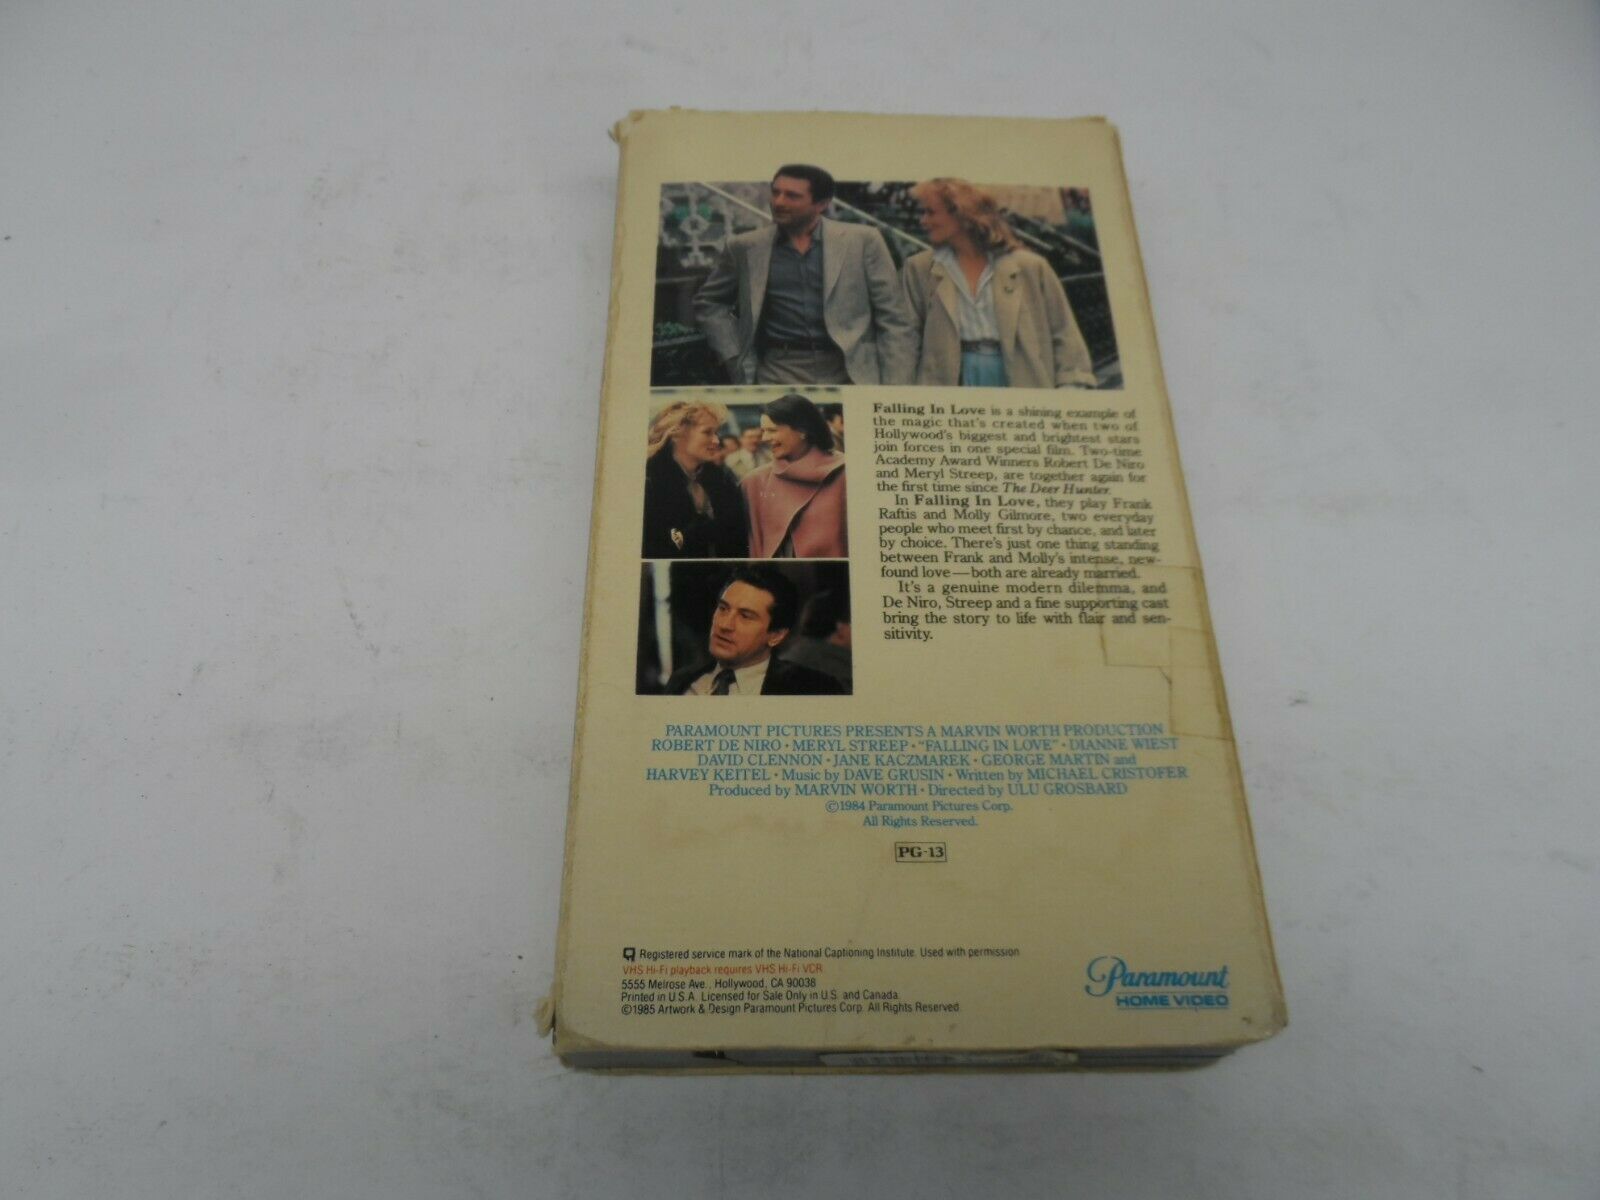 Falling In Love is a shining example of
the magic that's created when two of
Hollywood's biggest and brightest stars
join forces in one special film. Two-time
Academy Award Winners Robert De Niro
and Meryl Streep, are together again for
the first time since The Deer Hunter.
In Falling In Love, they play Frank
Raftis and Molly Gilmore, two everyday
people who meet first by chance, and later
by choice. There's just one thing standing
between Frank and Molly's intense, new-
found love—both are already married.
It's a genuine modern dilemma, and
De Niro, Streep and a fine supporting cast
bring the story to life with flair and sen-
sitivity.
PARAMOUNT PICTURES PRESENTS A MARVIN WORTH PRODUCTION
ROBERT DE NIRO · MERYL STREEP · "FALLING IN LOVE" · DIANNE WIEST
DAVID CLENNON · JANE KACZMAREK · GEORGE MARTIN and
HARVEY KEITEL · Music by DAVE GRUSIN · Written by MICHAEL CRISTOFER
Produced by MARVIN WORTH · Directed by ULU GROSBARD
©1984 Paramount Pictures Corp.
All Rights Reserved.
PG-13
Registered service mark of the National Captioning Institute. Used with permission
VHS Hi-Fi playback requires VHS Hi-Fi VCR
5555 Melrose Ave., Hollywood, CA 90038
Printed in U.S.A. Licensed for Sale Only in U.S. and Canada.
©1985 Artwork & Design Paramount Pictures Corp. All Rights Reserved.
Paramount
HOME VIDEO